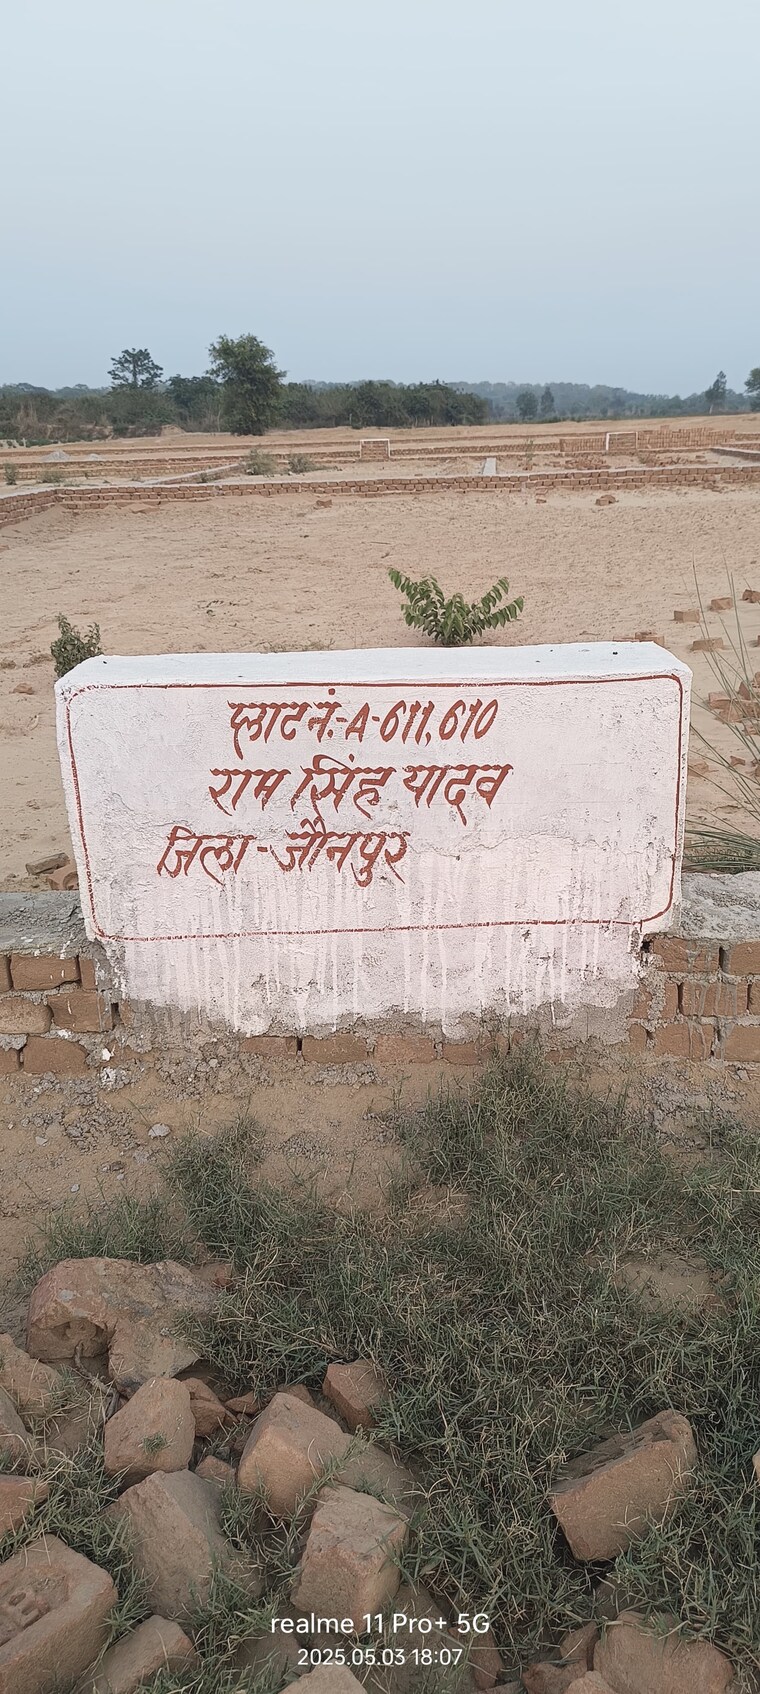 प्लाट नं.:-A-611,610
राम सिंह यादव
जिला-जौनपुर
realme 11 Pro+ 5G
2025.05.03 18:07